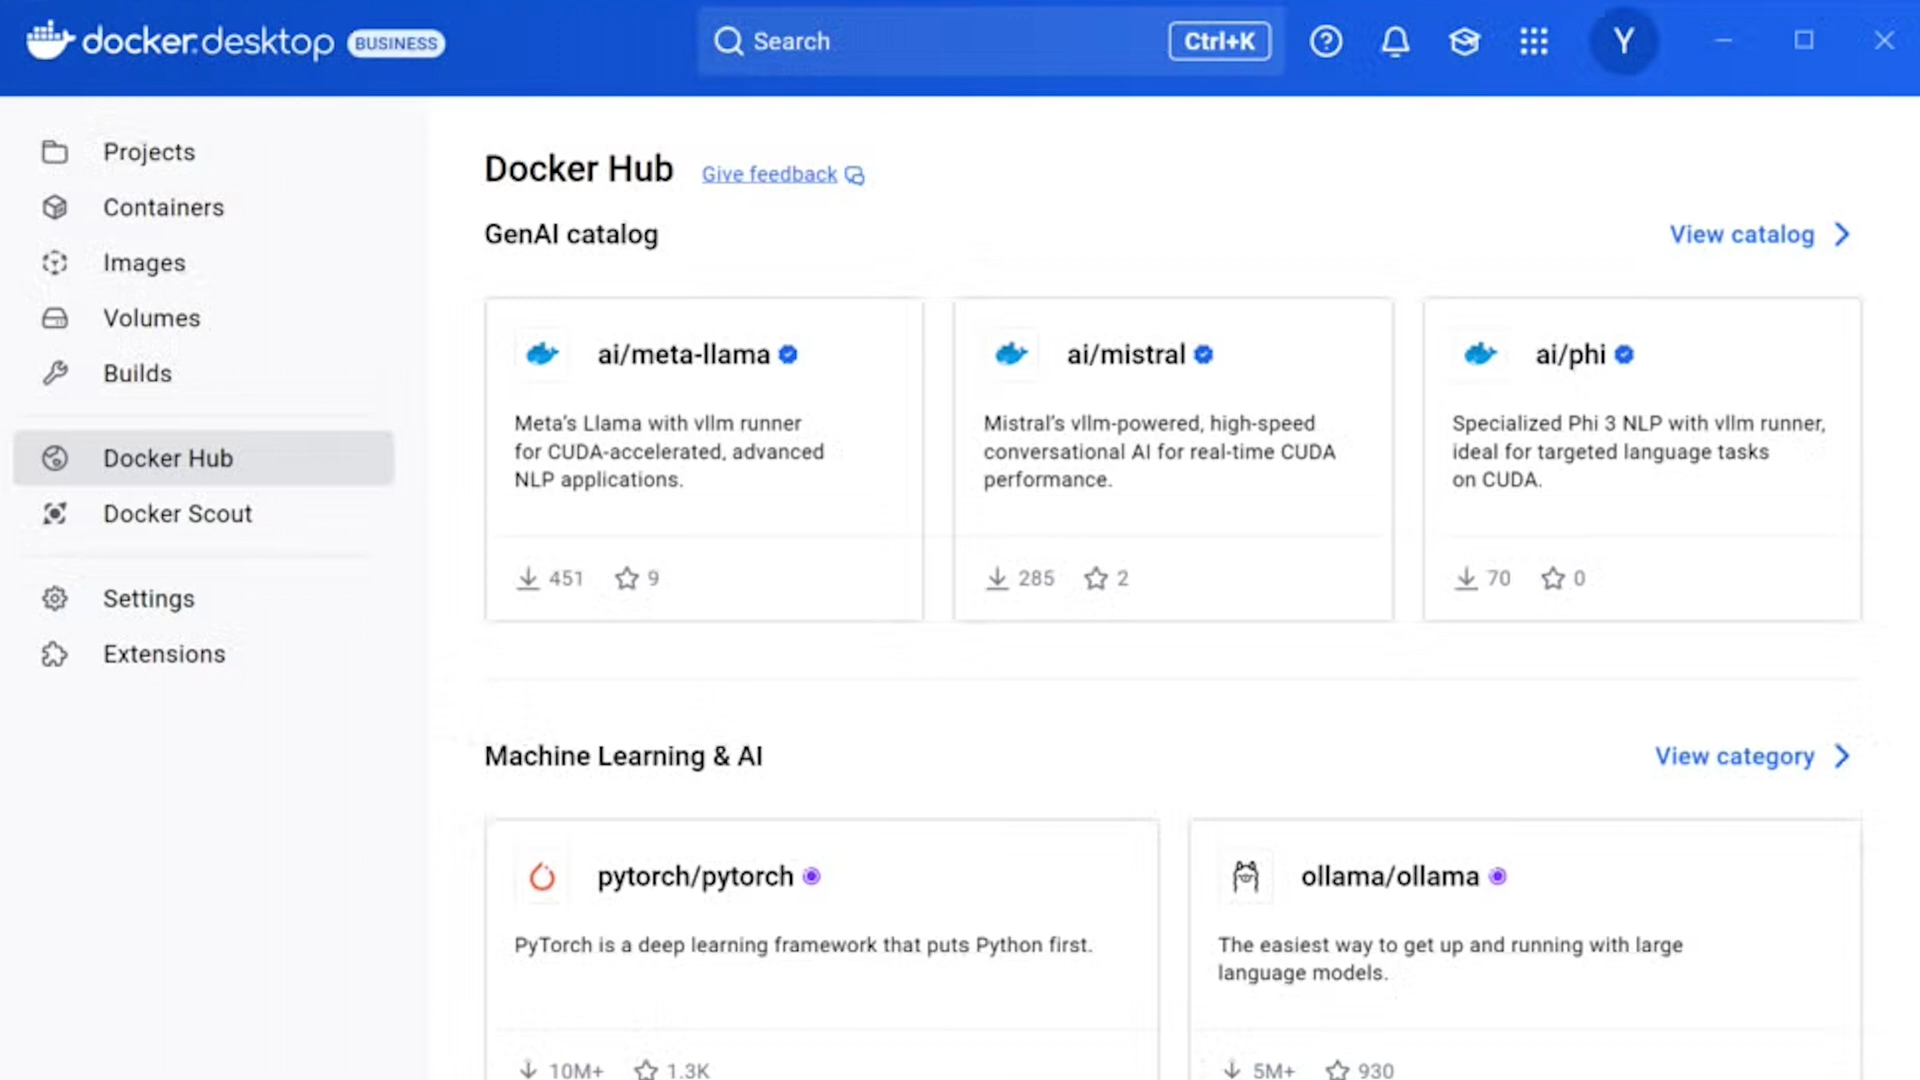 docker.desktop BUSINESS
Search
Ctrl+K
Y
Projects
Containers
Images
Volumes
Builds
Docker Hub
Docker Scout
Settings
Extensions
Docker Hub
Give feedback
GenAI catalog
View catalog
ai/meta-llama
Meta’s Llama with vllm runner
for CUDA-accelerated, advanced
NLP applications.
451 9
ai/mistral
Mistral’s vllm-powered, high-speed
conversational AI for real-time CUDA
performance.
285 2
ai/phi
Specialized Phi 3 NLP with vllm runner,
ideal for targeted language tasks
on CUDA.
70 0
Machine Learning & AI
View category
pytorch/pytorch
PyTorch is a deep learning framework that puts Python first.
10M+ 1.3K
ollama/ollama
The easiest way to get up and running with large
language models.
5M+ 930